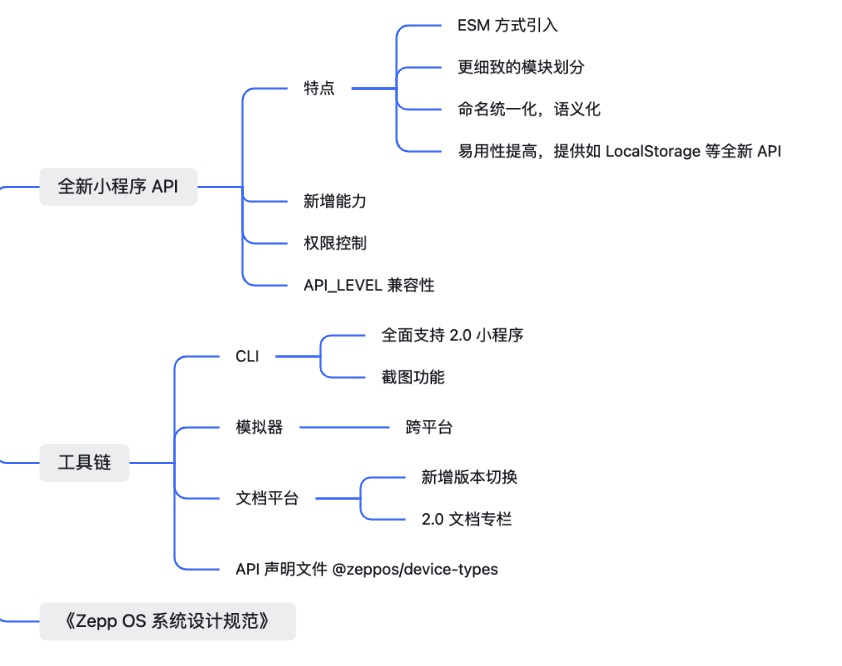 全新小程序 API
特点
ESM 方式引入
更细致的模块划分
命名统一化，语义化
易用性提高，提供如 LocalStorage 等全新 API
新增能力
权限控制
API_LEVEL 兼容性
工具链
CLI
全面支持 2.0 小程序
截图功能
模拟器
跨平台
文档平台
新增版本切换
2.0 文档专栏
API 声明文件 @zeppos/device-types
《Zepp OS 系统设计规范》